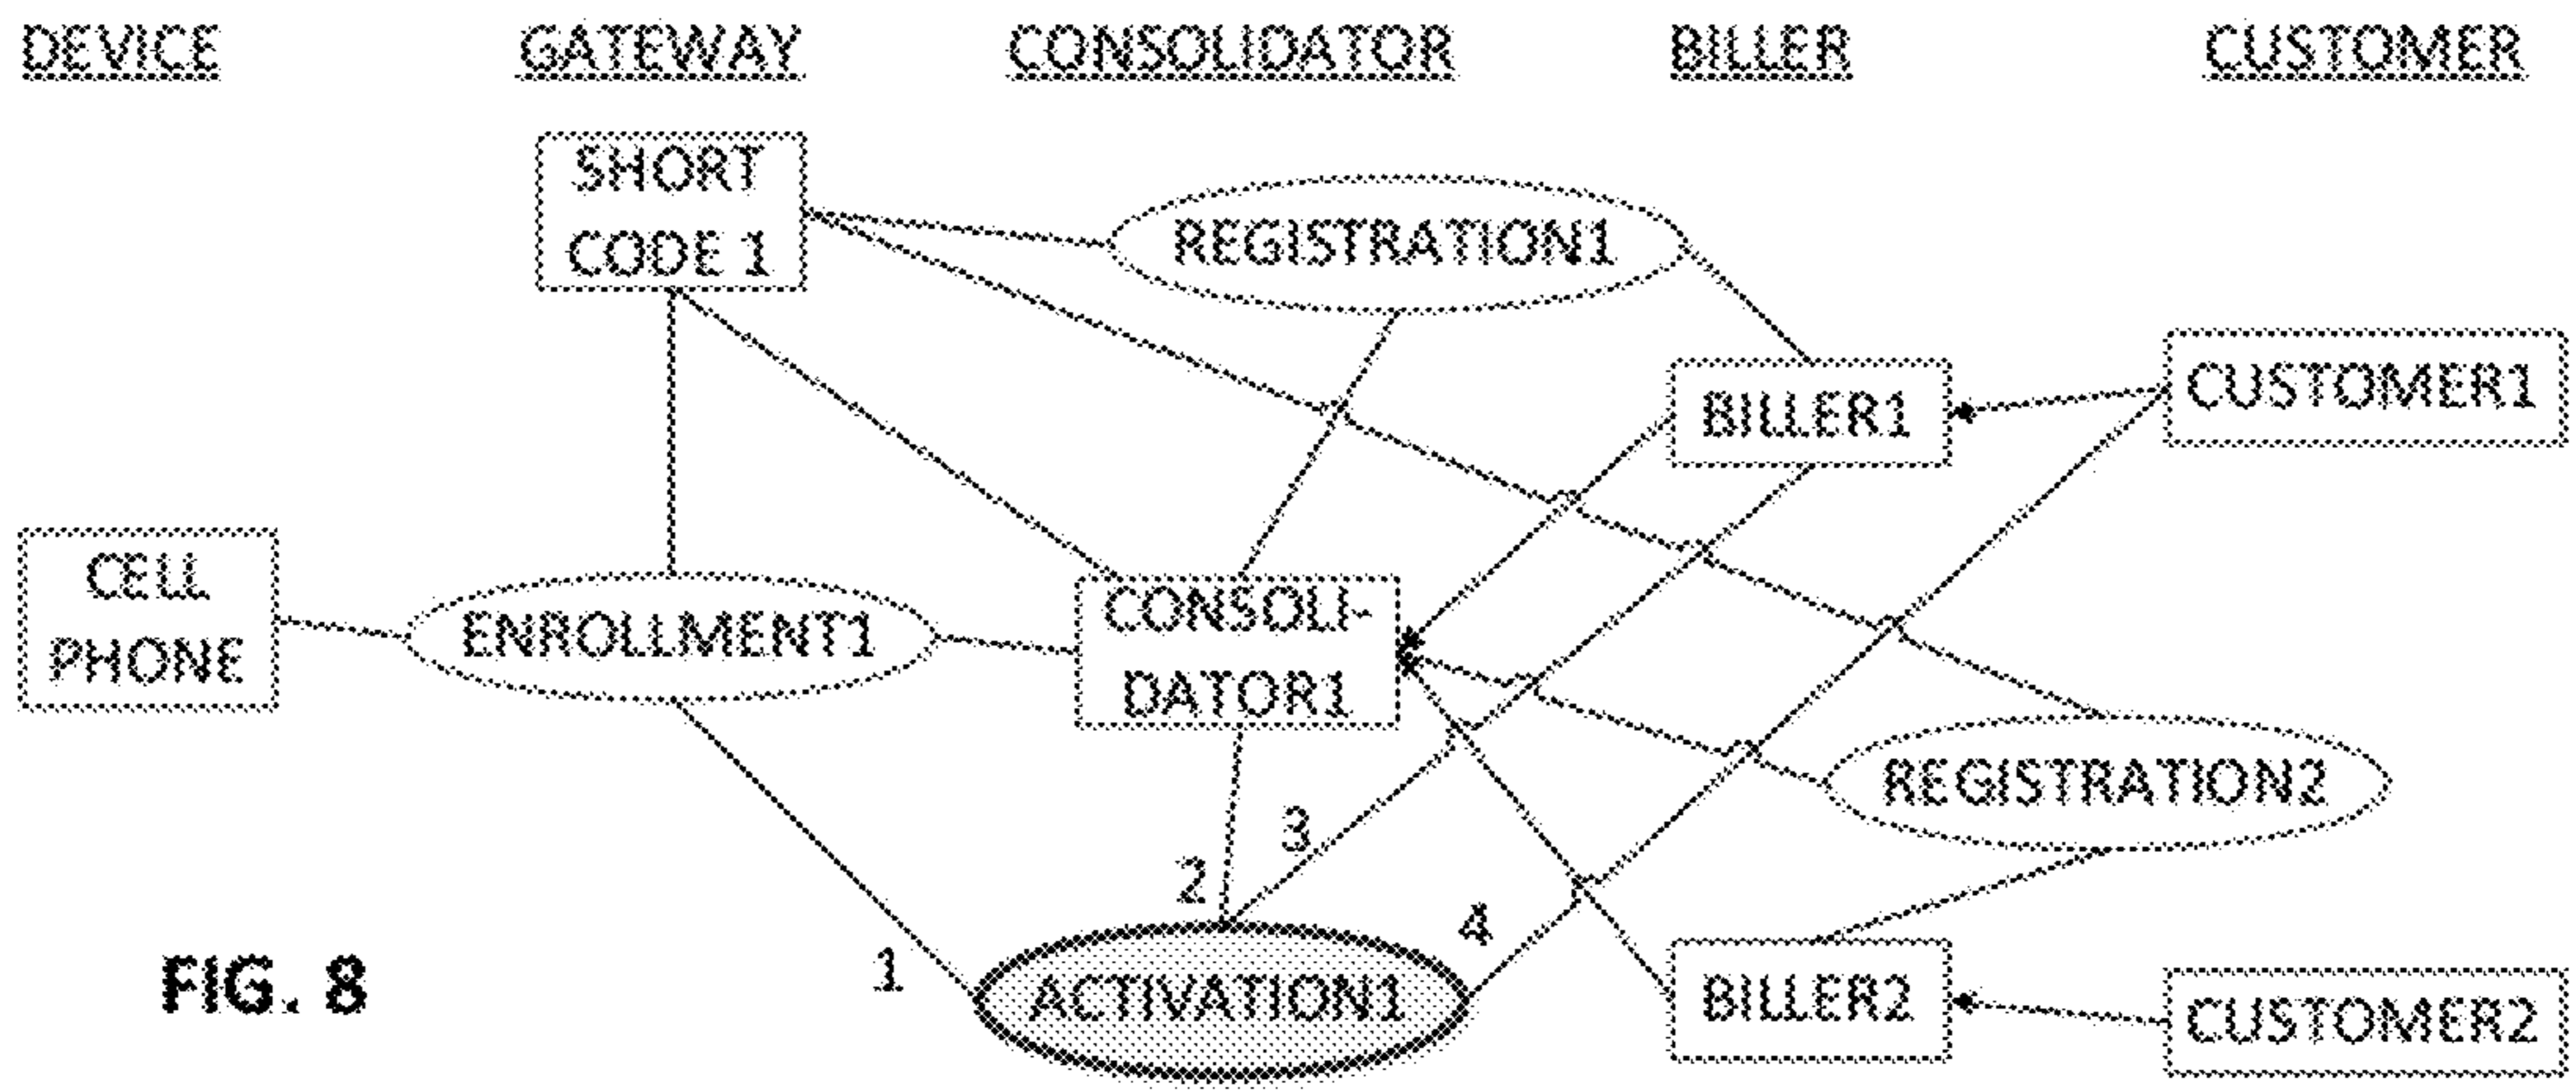 DEVICE GATEWAY CONSOLIDATOR BILLER CUSTOMER
SHORT
CODE 1
REGISTRATION1
BILLER1
CUSTOMER1
CELL
PHONE
ENROLLMENT1
CONSOLI-
DATOR1
REGISTRATION2
3
2
4
1
FIG. 8
ACTIVATION1
BILLER2
CUSTOMER2